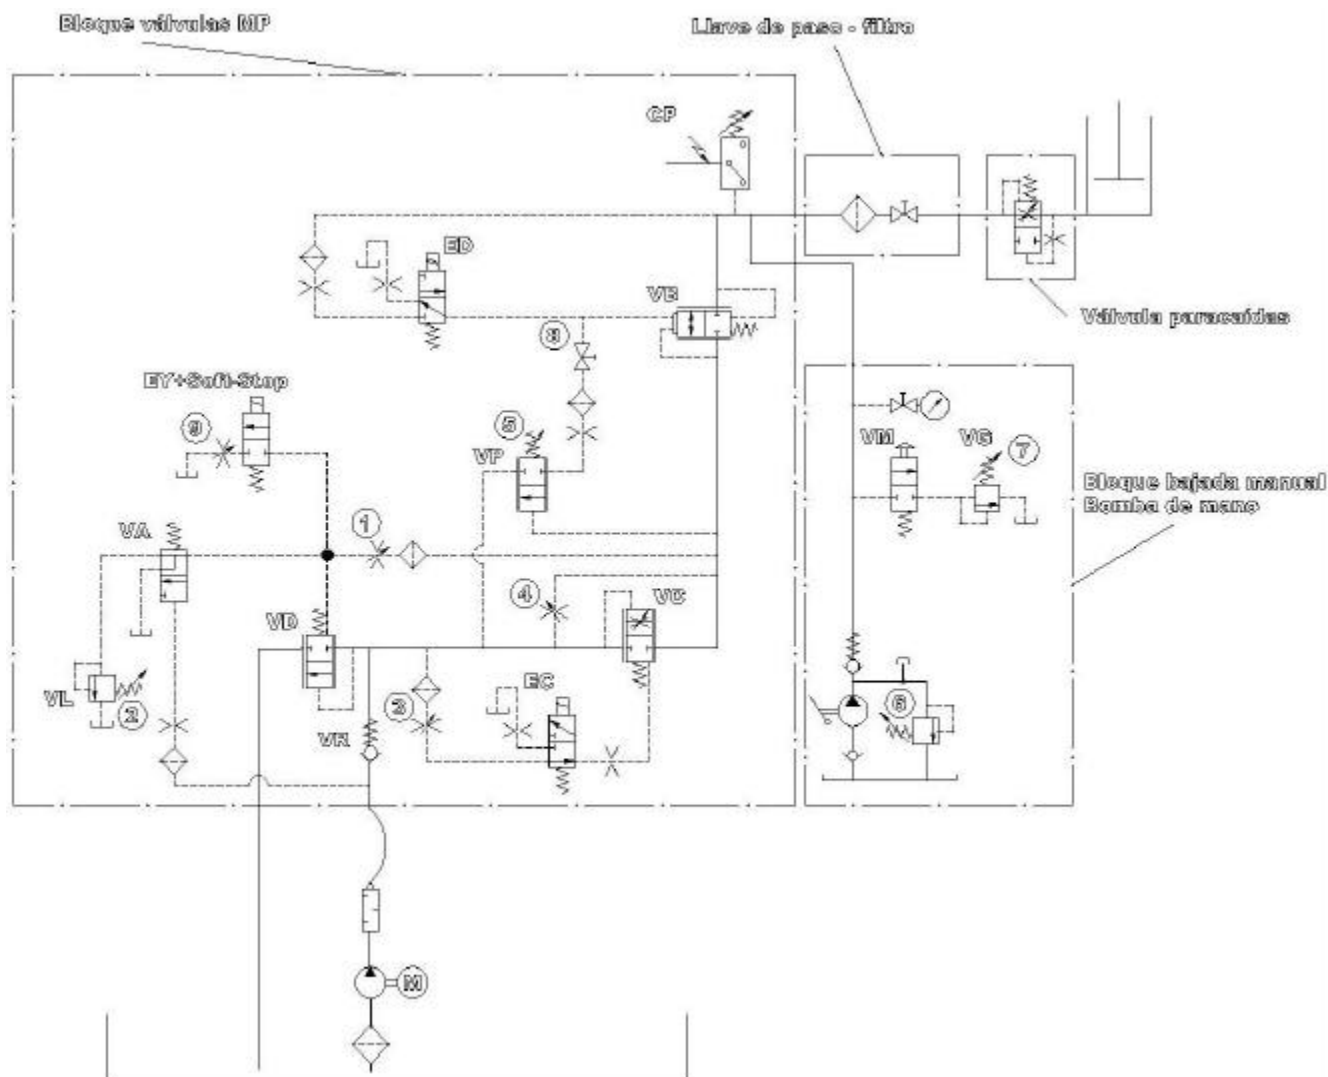 Bloque válvulas MP
Llave de paso - filtro
CP
ED
VB
8
Válvula paracaídas
EY+Soft-Stop
9
5
VP
VM
VG
7
Bloque bajada manual
Bomba de mano
VA
1
4
VC
VD
EC
VL
2
3
6
VR
M